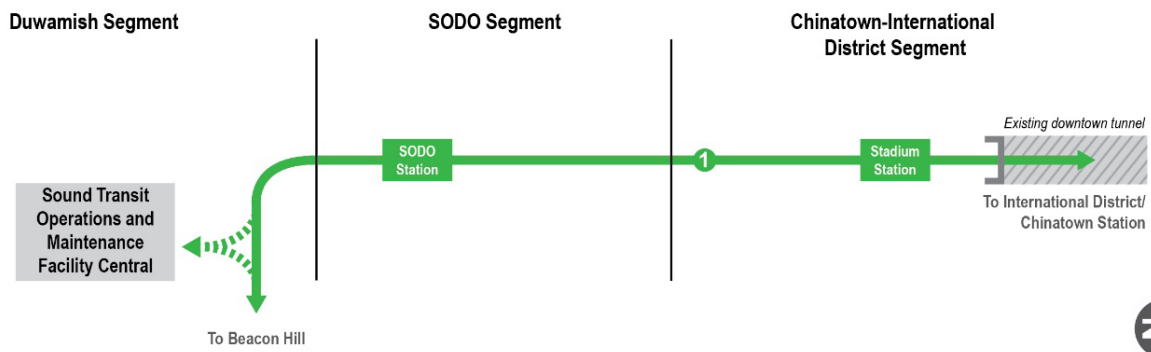 Duwamish Segment
SODO Segment
Chinatown-International
District Segment
Existing downtown tunnel
SODO
Station
1
Stadium
Station
Sound Transit
Operations and
Maintenance
Facility Central
To International District/
Chinatown Station
To Beacon Hill